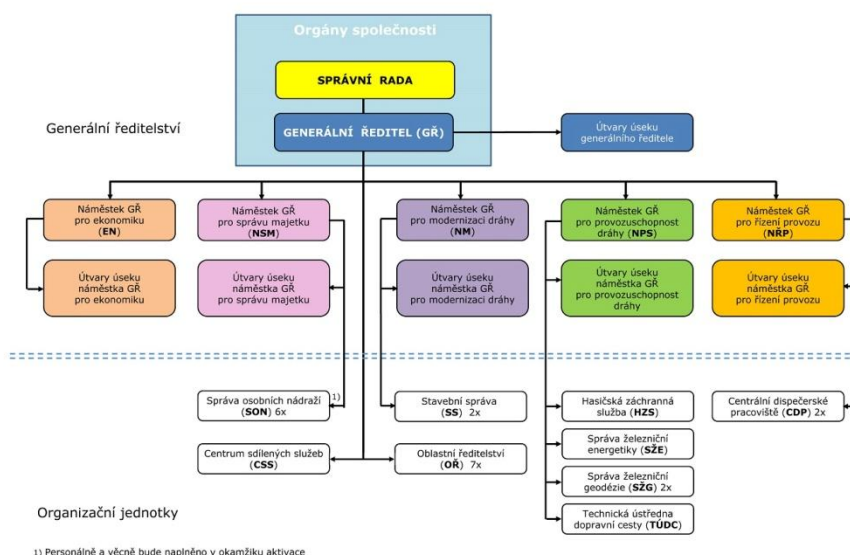 Orgány společnosti
SPRÁVNÍ RADA
Generální ředitelství
GENERÁLNÍ ŘEDITEL (GŘ)
Útvary úseku
generálního ředitele
Náměstek GŘ
pro ekonomiku
(EN)
Náměstek GŘ
pro správu majetku
(NSM)
Náměstek GŘ
pro modernizaci dráhy
(NM)
Náměstek GŘ
pro provozuschopnost
dráhy (NPS)
Náměstek GŘ
pro řízení provozu
(NŘP)
Útvary úseku
náměstka GŘ
pro ekonomiku
Útvary úseku
náměstka GŘ
pro správu majetku
Útvary úseku
náměstka GŘ
pro modernizaci dráhy
Útvary úseku
náměstka GŘ
pro provozuschopnost
dráhy
Útvary úseku
náměstka GŘ
pro řízení provozu
Správa osobních nádraží
(SON) 6x
1)
Stavební správa
(SS) 2x
Hasičská záchranná
služba (HZS)
Centrální dispečerské
pracoviště (CDP) 2x
Centrum sdílených služeb
(CSS)
Oblastní ředitelství
(OŘ) 7x
Správa železniční
energetiky (SŽE)
Správa železniční
geodézie (SŽG) 2x
Technická ústředna
dopravní cesty (TÚDC)
Organizační jednotky
1) Personálně a věcně bude naplněno v okamžiku aktivace